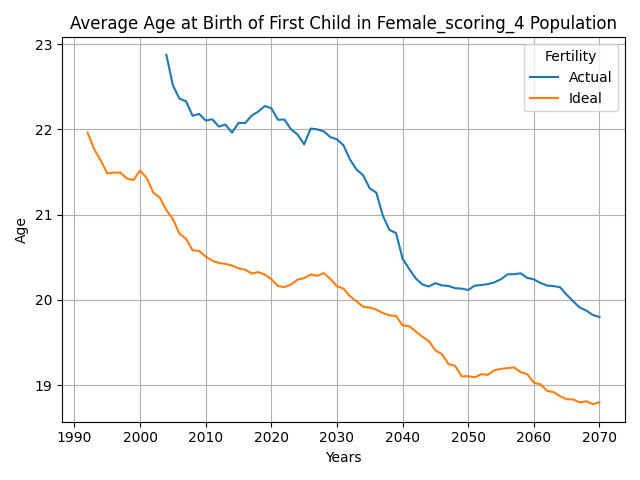 Average Age at Birth of First Child in Female_scoring_4 Population
Fertility
Actual
Ideal
Age
23
22
21
20
19
1990
2000
2010
2020
2030
2040
2050
2060
2070
Years